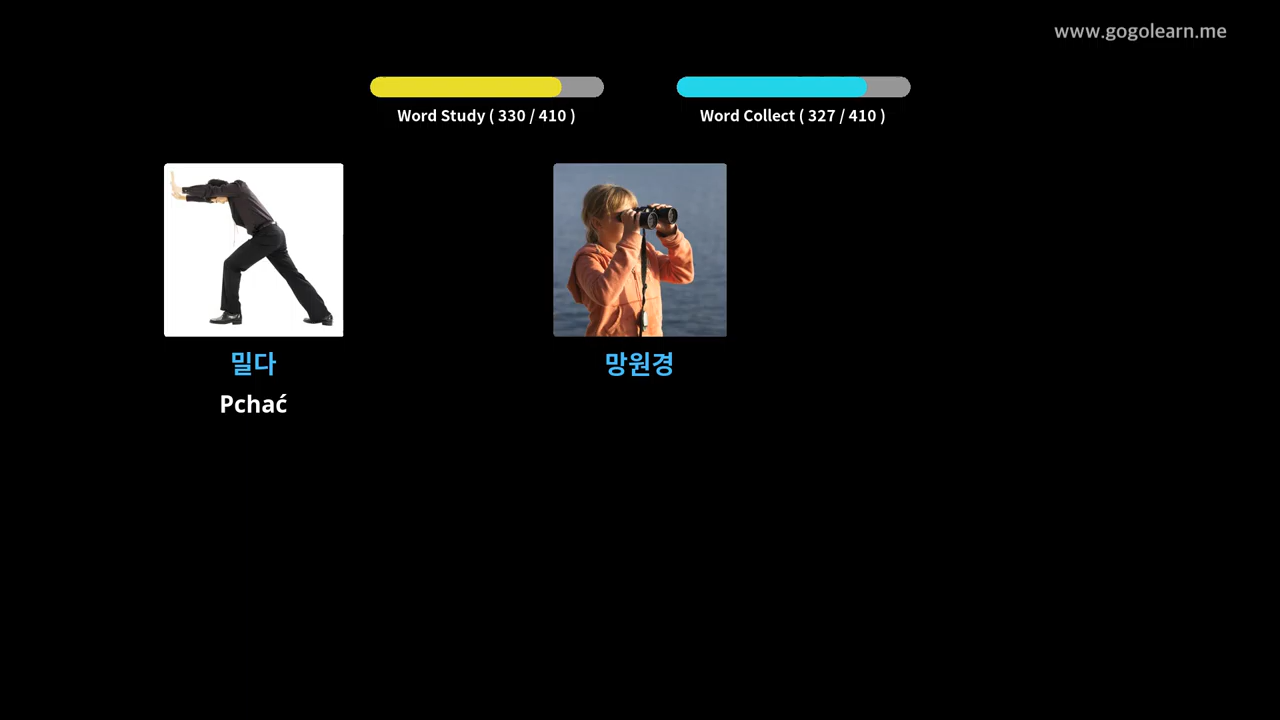 www.gogolearn.me
Word Study ( 330 / 410 )
Word Collect ( 327 / 410 )
밀다
망원경
Pchać